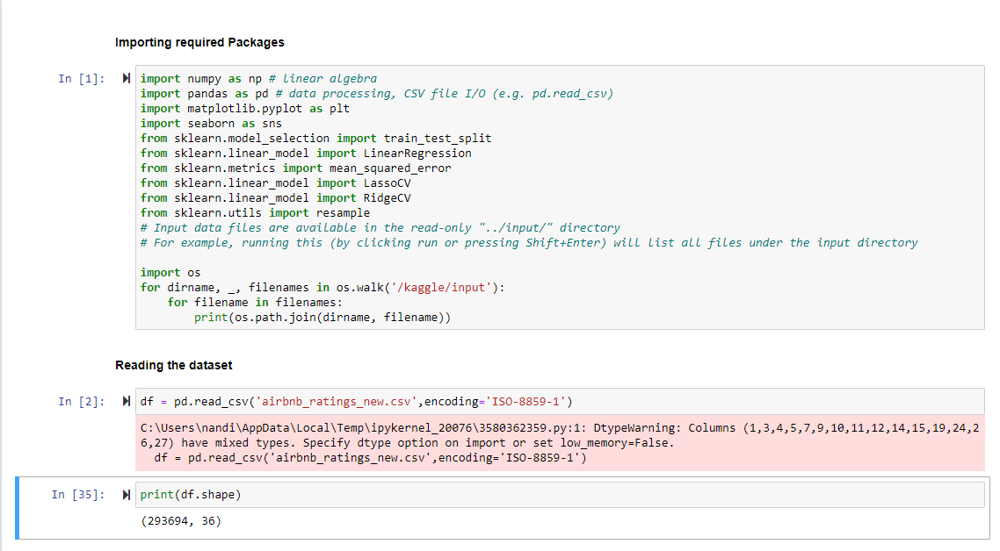 Importing required Packages
In [1]:
import numpy as np # linear algebra
import pandas as pd # data processing, CSV file I/O (e.g. pd.read_csv)
import matplotlib.pyplot as plt
import seaborn as sns
from sklearn.model_selection import train_test_split
from sklearn.linear_model import LinearRegression
from sklearn.metrics import mean_squared_error
from sklearn.linear_model import LassoCV
from sklearn.linear_model import RidgeCV
from sklearn.utils import resample
# Input data files are available in the read-only "../input/" directory
# For example, running this (by clicking run or pressing Shift+Enter) will list all files under the input directory
import os
for dirname, _, filenames in os.walk('/kaggle/input'):
    for filename in filenames:
        print(os.path.join(dirname, filename))
Reading the dataset
In [2]:
df = pd.read_csv('airbnb_ratings_new.csv',encoding='ISO-8859-1')
C:\Users\nandi\AppData\Local\Temp\ipykernel_20076\3580362359.py:1: DtypeWarning: Columns (1,3,4,5,7,9,10,11,12,14,15,19,24,2
6,27) have mixed types. Specify dtype option on import or set low_memory=False.
  df = pd.read_csv('airbnb_ratings_new.csv',encoding='ISO-8859-1')
In [35]:
print(df.shape)
(293694, 36)